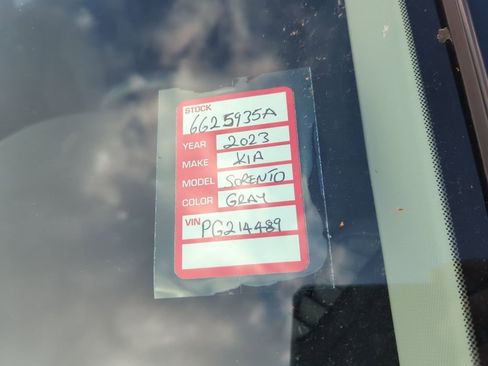 STOCK
6625935A
YEAR 2023
MAKE KIA
MODEL SORENTO
COLOR GRAY
VIN PG214489